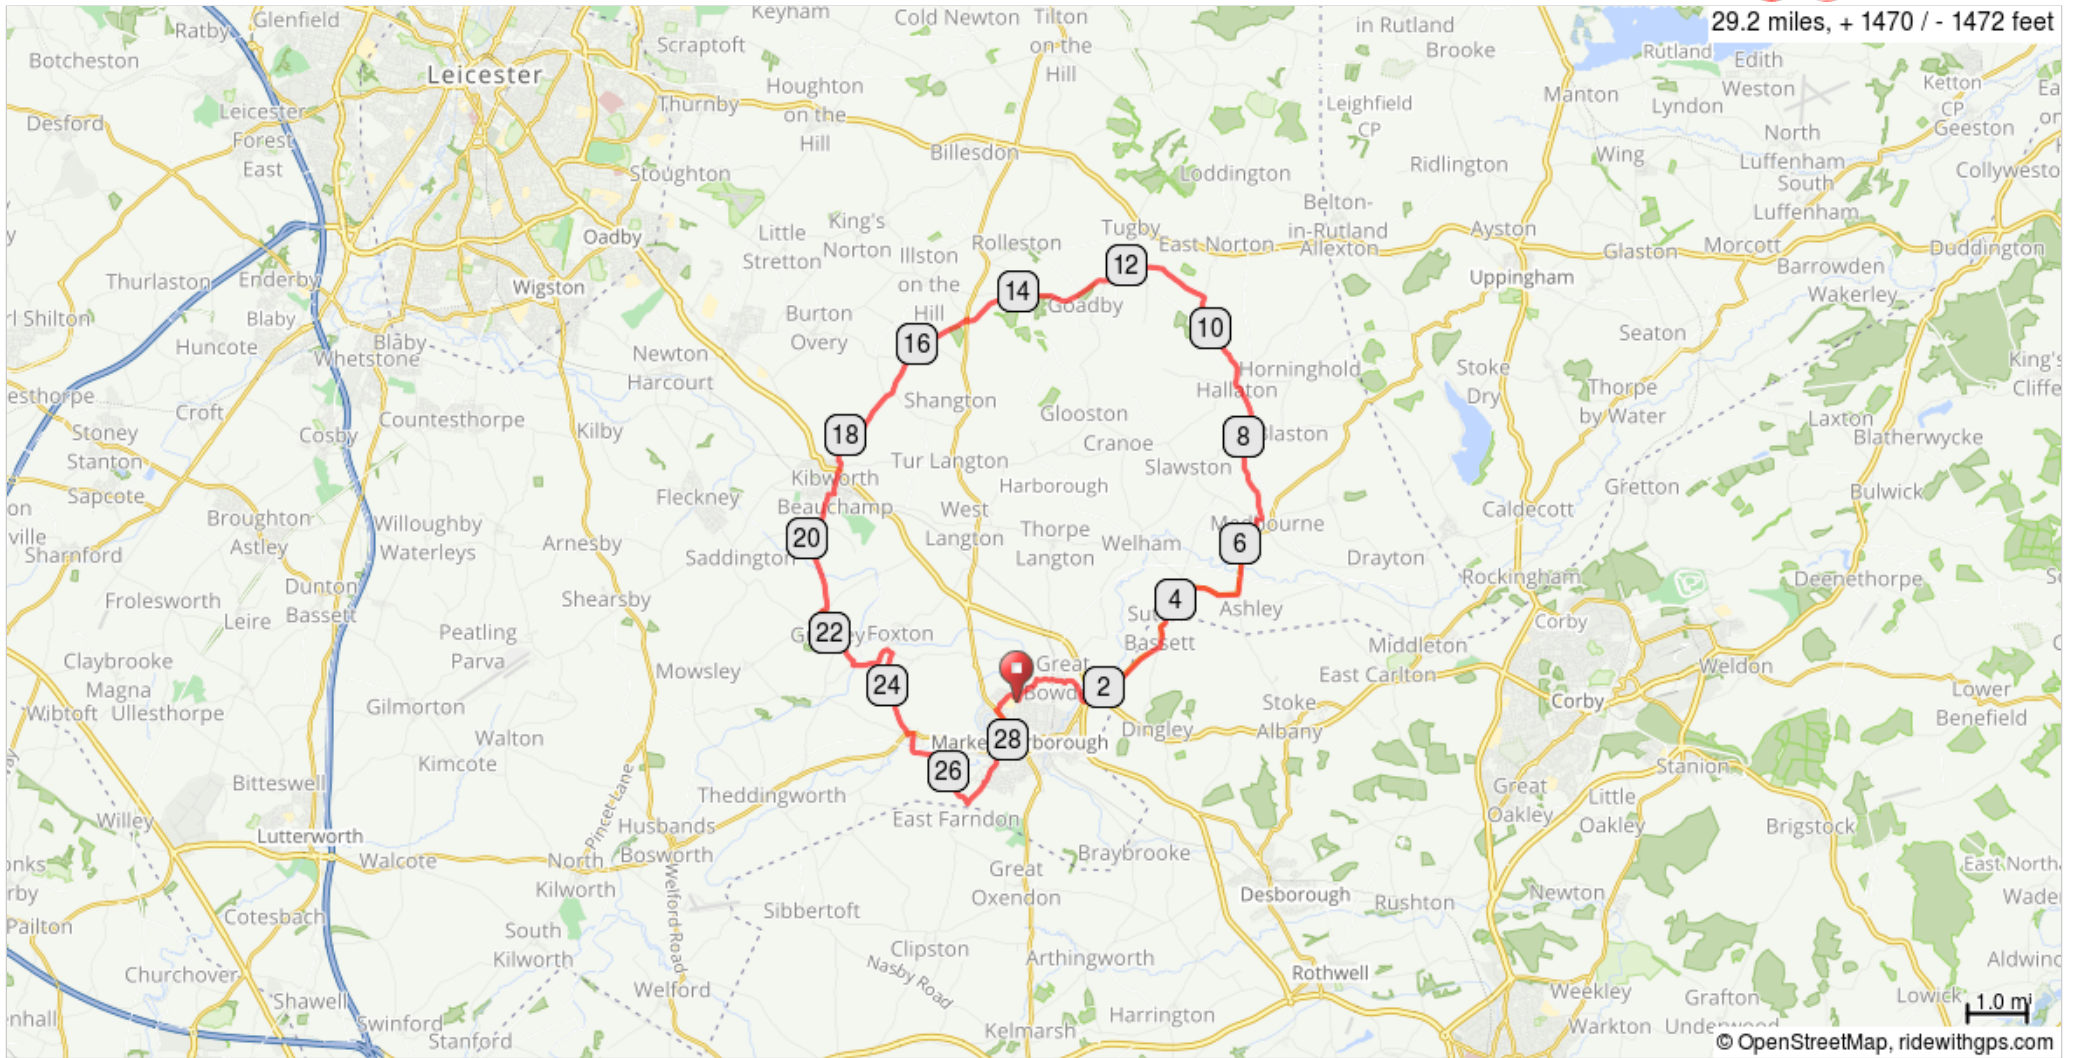 29.2 miles, + 1470 / - 1472 feet
Glenfield
Keyham
Cold Newton
Tilton
on the
Hill
in Rutland
Ratby
Scraptoft
Brooke
Rutland
Edith
Weston
Botcheston
Leicester
Houghton
on the
Hill
Thurnby
Leighfield
CP
Manton
Lyndon
Ketton
CP
Geeston
Desford
Leicester
Forest
East
Billesdon
North
Luffenham
South
Luffenham
Wing
Ridlington
Stoughton
Loddington
Belton-
in-Rutland
Allexton
Oadby
Little
Stretton
King's
Norton
Illston
on the
Hill
Rolleston
Tugby
East Norton
Ayston
Glaston
Morcott
Duddington
Thurlaston
Enderby
Wigston
12
Uppingham
Barrowden
Wakerley
14
Goadby
Blaby
Whetstone
Huncote
Burton
Overy
10
Seaton
16
Newton
Harcourt
Horninghold
Hallaton
Stoke
Dry
Thorpe
by Water
Croft
Countesthorpe
Shangton
Glooston
Laxton
Blatherwycke
Stoney
Stanton
Cosby
Kilby
18
Cranoe
8
Blaston
Tur Langton
Slawston
Sapcote
Fleckney
Kibworth
Beauchamp
Harborough
Gretton
Bulwick
Broughton
Astley
Willoughby
Waterleys
West
Langton
Thorpe
Langton
Medbourne
Caldecott
Sharnford
Arnesby
20
Saddington
Welham
6
Drayton
Dunton
Bassett
Rockingham
Deenethorpe
Frolesworth
Leire
Shearsby
4
Ashley
Corby
Peatling
Parva
22
Foxton
Bassett
Middleton
Claybrooke
Magna
Mowsley
Great
East Carlton
Weldon
24
2
Wibtoft
Ullesthorpe
Gilmorton
Stoke
Albany
Corby
Lower
Benefield
Walton
28
Dingley
Kimcote
26
Stanion
Bitteswell
Theddingworth
Great
Oakley
Little
Oakley
Brigstock
Willey
Lutterworth
Pincet Lane
Husbands
Bosworth
East Farndon
Walcote
North
Kilworth
Braybrooke
Great
Oxendon
Desborough
Rushton
Newton
Pailton
Cotesbach
Welford Road
Sibbertoft
South
Kilworth
Clipston
Arthingworth
Nasby Road
Rothwell
Churchover
Shawell
Welford
Weekley
Grafton
Lowick
1.0 mi
Swinford
Stanford
Kelmarsh
Harrington
Warkton
© OpenStreetMap, ridewithgps.com